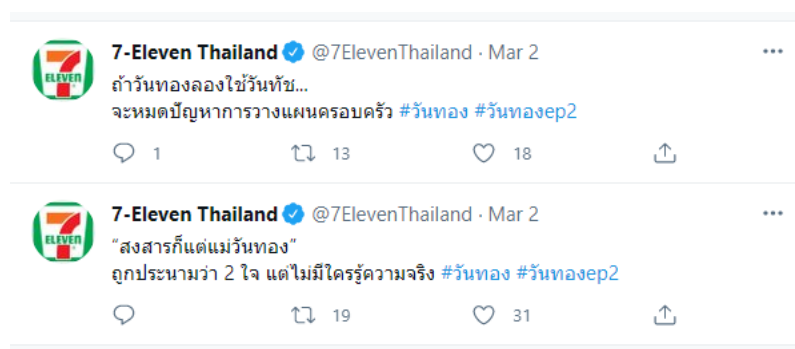 7-Eleven Thailand @7ElevenThailand · Mar 2
ถ้าวันทองลองใช้วันทัช...
จะหมดปัญหาการวางแผนครอบครัว #วันทอง #วันทองep2
1 13 18
7-Eleven Thailand @7ElevenThailand · Mar 2
"สงสารก็แต่แม่วันทอง"
ถูกประนามว่า 2 ใจ แต่ไม่มีใครรู้ความจริง #วันทอง #วันทองep2
19 31
7
ELEVEN
7
ELEVEN